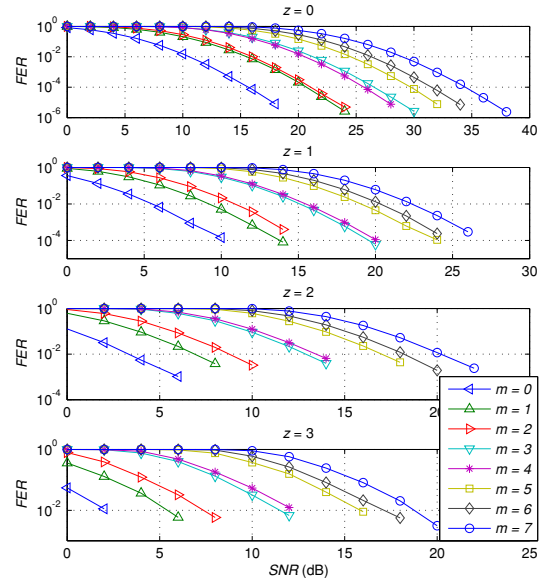 z = 0
FER
10^0
10^-2
10^-4
10^-6
0 5 10 15 20 25 30 35 40
z = 1
FER
10^0
10^-2
10^-4
0 5 10 15 20 25 30
z = 2
FER
10^0
10^-2
10^-4
0 5 10 15 20 25
z = 3
FER
10^0
10^-2
0 5 10 15 20 25
SNR (dB)
m = 0
m = 1
m = 2
m = 3
m = 4
m = 5
m = 6
m = 7